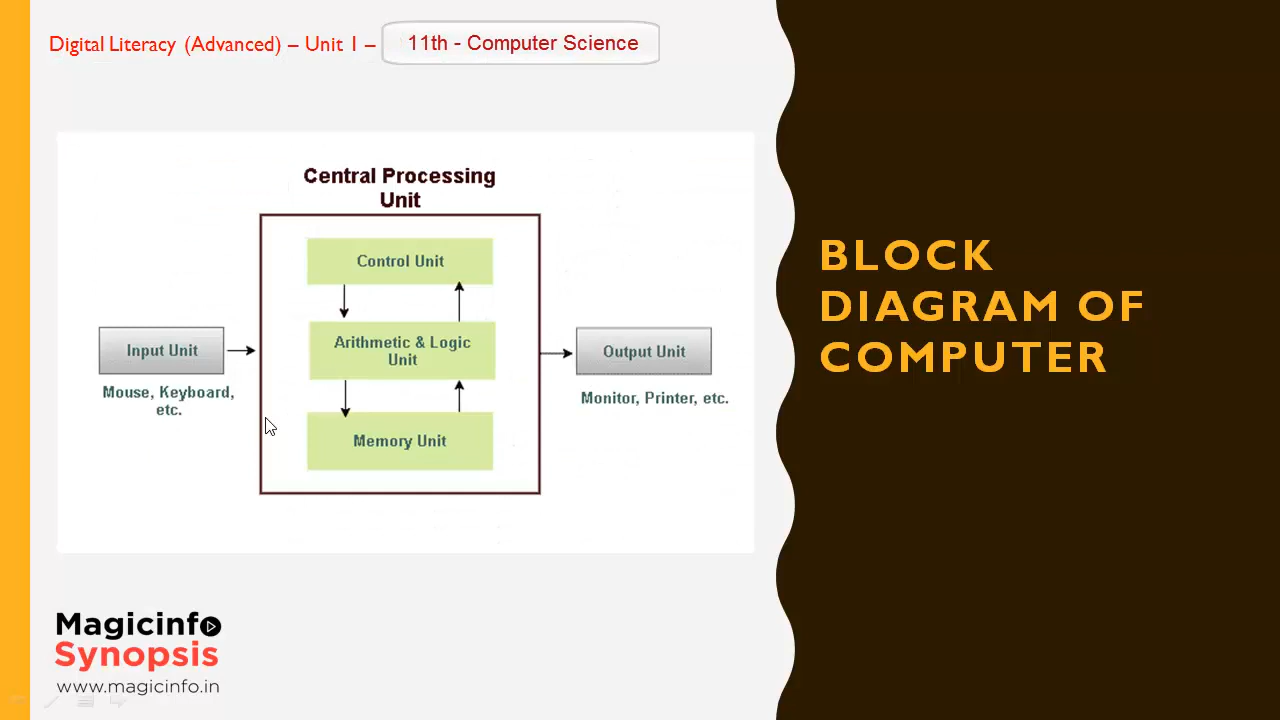 Digital Literacy (Advanced) – Unit 1 – 11th - Computer Science
Central Processing
Unit
Control Unit
Arithmetic & Logic
Unit
Memory Unit
Input Unit
Mouse, Keyboard,
etc.
Output Unit
Monitor, Printer, etc.
BLOCK
DIAGRAM OF
COMPUTER
Magicinfo
Synopsis
www.magicinfo.in